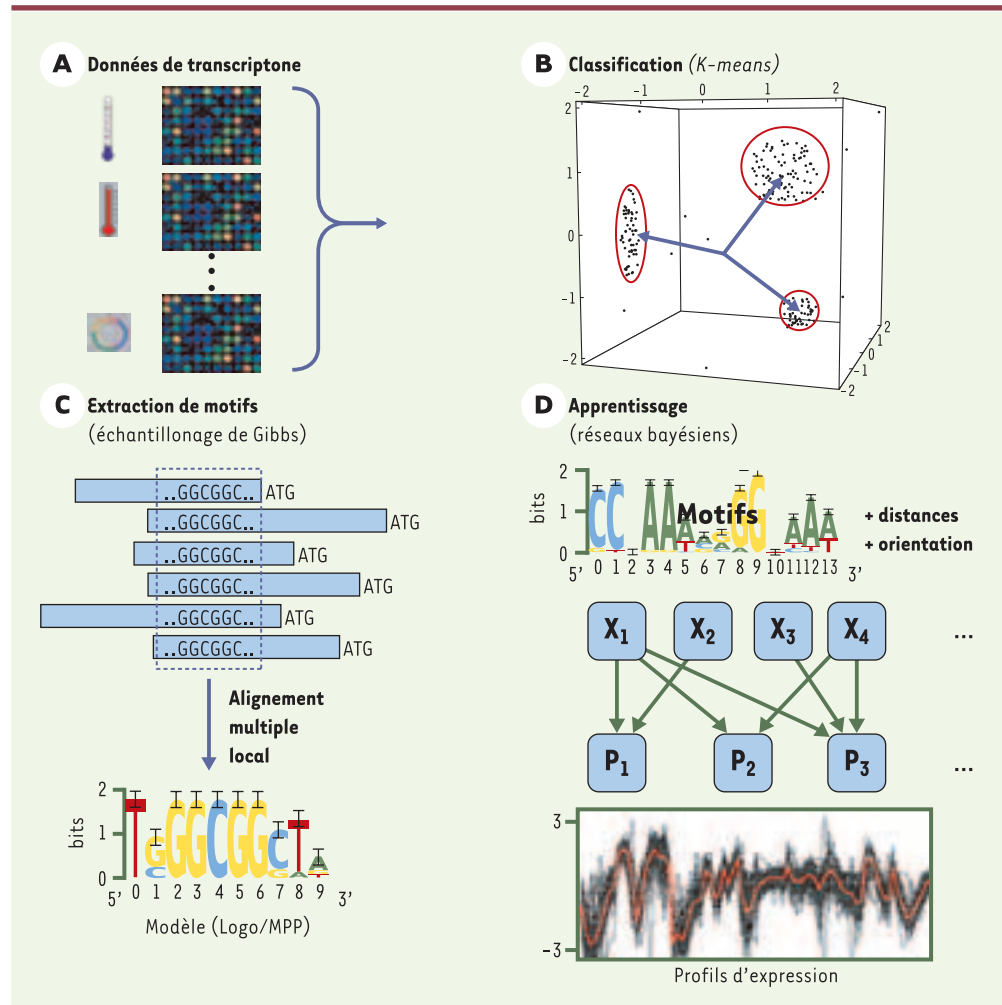 A Données de transcriptone
B Classification (K-means)
-2 -1 0 1 2
2
1
0
-1
-2
2
1
0
-1
-2
C Extraction de motifs
(échantillonage de Gibbs)
..GGCGGC.. ATG
..GGCGGC.. ATG
..GGCGGC.. ATG
..GGCGGC.. ATG
..GGCGGC.. ATG
..GGCGGC.. ATG
Alignement
multiple
local
2
1
0
bits
T G G G C G G C T A
C G A
5' 0 1 2 3 4 5 6 7 8 9 3'
Modèle (Logo/MPP)
D Apprentissage
(réseaux bayésiens)
2
1
0
bits
Motifs
+ distances
+ orientation
5' 0 1 2 3 4 5 6 7 8 9 10 11 12 13 3'
X1 X2 X3 X4 ...
P1 P2 P3 ...
3
-3
Profils d'expression